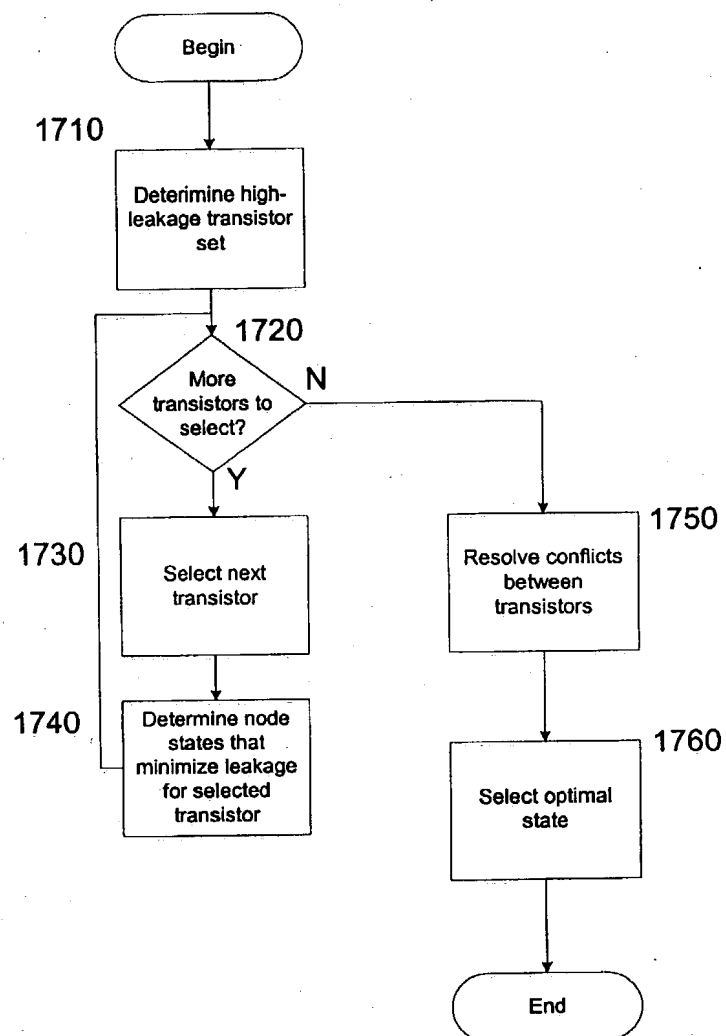 Begin
1710
Deterimine high-
leakage transistor
set
1720
More
transistors to
select?
N
Y
1730
Select next
transistor
1740
Determine node
states that
minimize leakage
for selected
transistor
1750
Resolve conflicts
between
transistors
1760
Select optimal
state
End